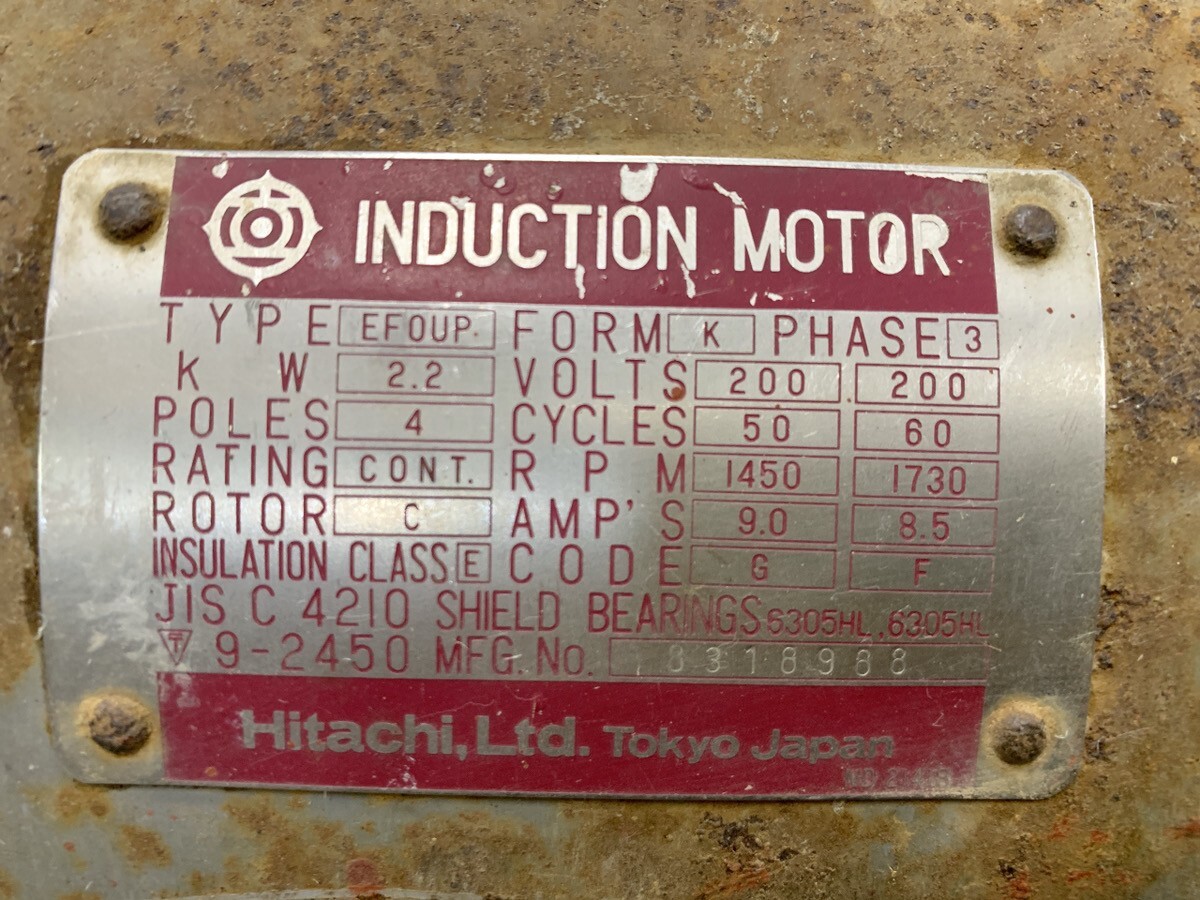 INDUCTION MOTOR
TYPE EFOUP FORM K PHASE 3
KW 2.2 VOLTS 200 200
POLES 4 CYCLES 50 60
RATING CONT. RPM 1450 1730
ROTOR C AMP'S 9.0 8.5
INSULATION CLASS E CODE G F
JIS C 4210 SHIELD BEARINGS 6305HL, 6305HL
9-2450 MFG. No. 8318988
Hitachi, Ltd. Tokyo Japan